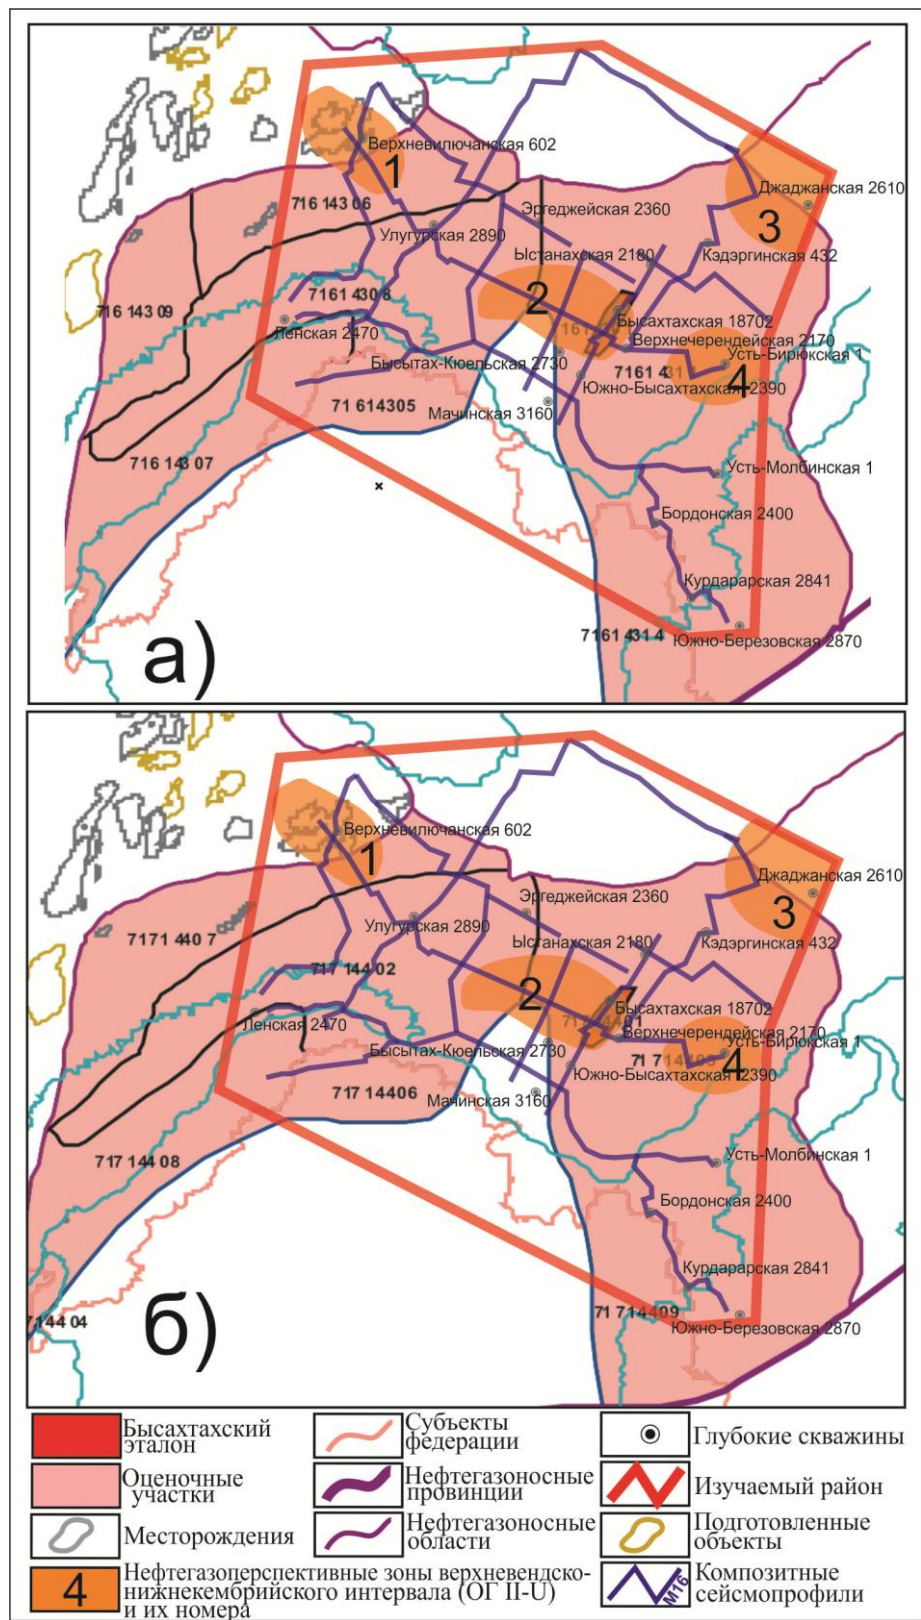 Верхневилючанская 602
1
716 143 06
Джаджанская 2610
3
Эргеджейская 2360
Улугурская 2890
Ыстанахская 2180
Кэдэргинская 432
7161 430 8
716 143 09
2
Бысахтахская 18702
Ленская 2470
Верхнечерендейская 2170
Усть-Бирюкская 1
Бысытах-Кюельская 2730
4
Южно-Бысахтахская 2390
71 614305
Мачинская 3160
716 143 07
Усть-Молбинская 1
Бордонская 2400
Курдарарская 2841
7161 431 4
Южно-Березовская 2870
а)
Верхневилючанская 602
1
Джаджанская 2610
3
Эргеджейская 2360
Улугурская 2890
7171 440 7
Ыстанахская 2180
Кэдэргинская 432
717 144 02
2
Бысахтахская 18702
Ленская 2470
Верхнечерендейская 2170
Усть-Бирюкская 1
Бысытах-Кюельская 2730
4
Южно-Бысахтахская 2390
717 14406
Мачинская 3160
717 144 08
Усть-Молбинская 1
Бордонская 2400
Курдарарская 2841
71 714409
7144 04
Южно-Березовская 2870
б)
Бысахтахский эталон
Субъекты федерации
Глубокие скважины
Оценочные участки
Нефтегазоносные провинции
Изучаемый район
Месторождения
Нефтегазоносные области
Подготовленные объекты
4
Нефтегазоперспективные зоны верхневендско-
нижнекембрийского интервала (ОГ II-U)
и их номера
М16
Композитные сейсмопрофили